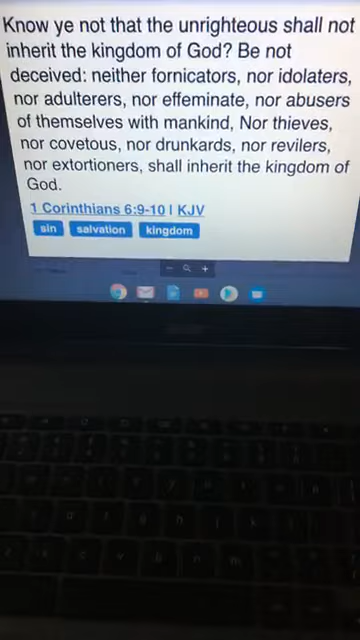 Know ye not that the unrighteous shall not
inherit the kingdom of God? Be not
deceived: neither fornicators, nor idolaters,
nor adulterers, nor effeminate, nor abusers
of themselves with mankind, Nor thieves,
nor covetous, nor drunkards, nor revilers,
nor extortioners, shall inherit the kingdom of
God.
1 Corinthians 6:9-10 | KJV
sin salvation kingdom